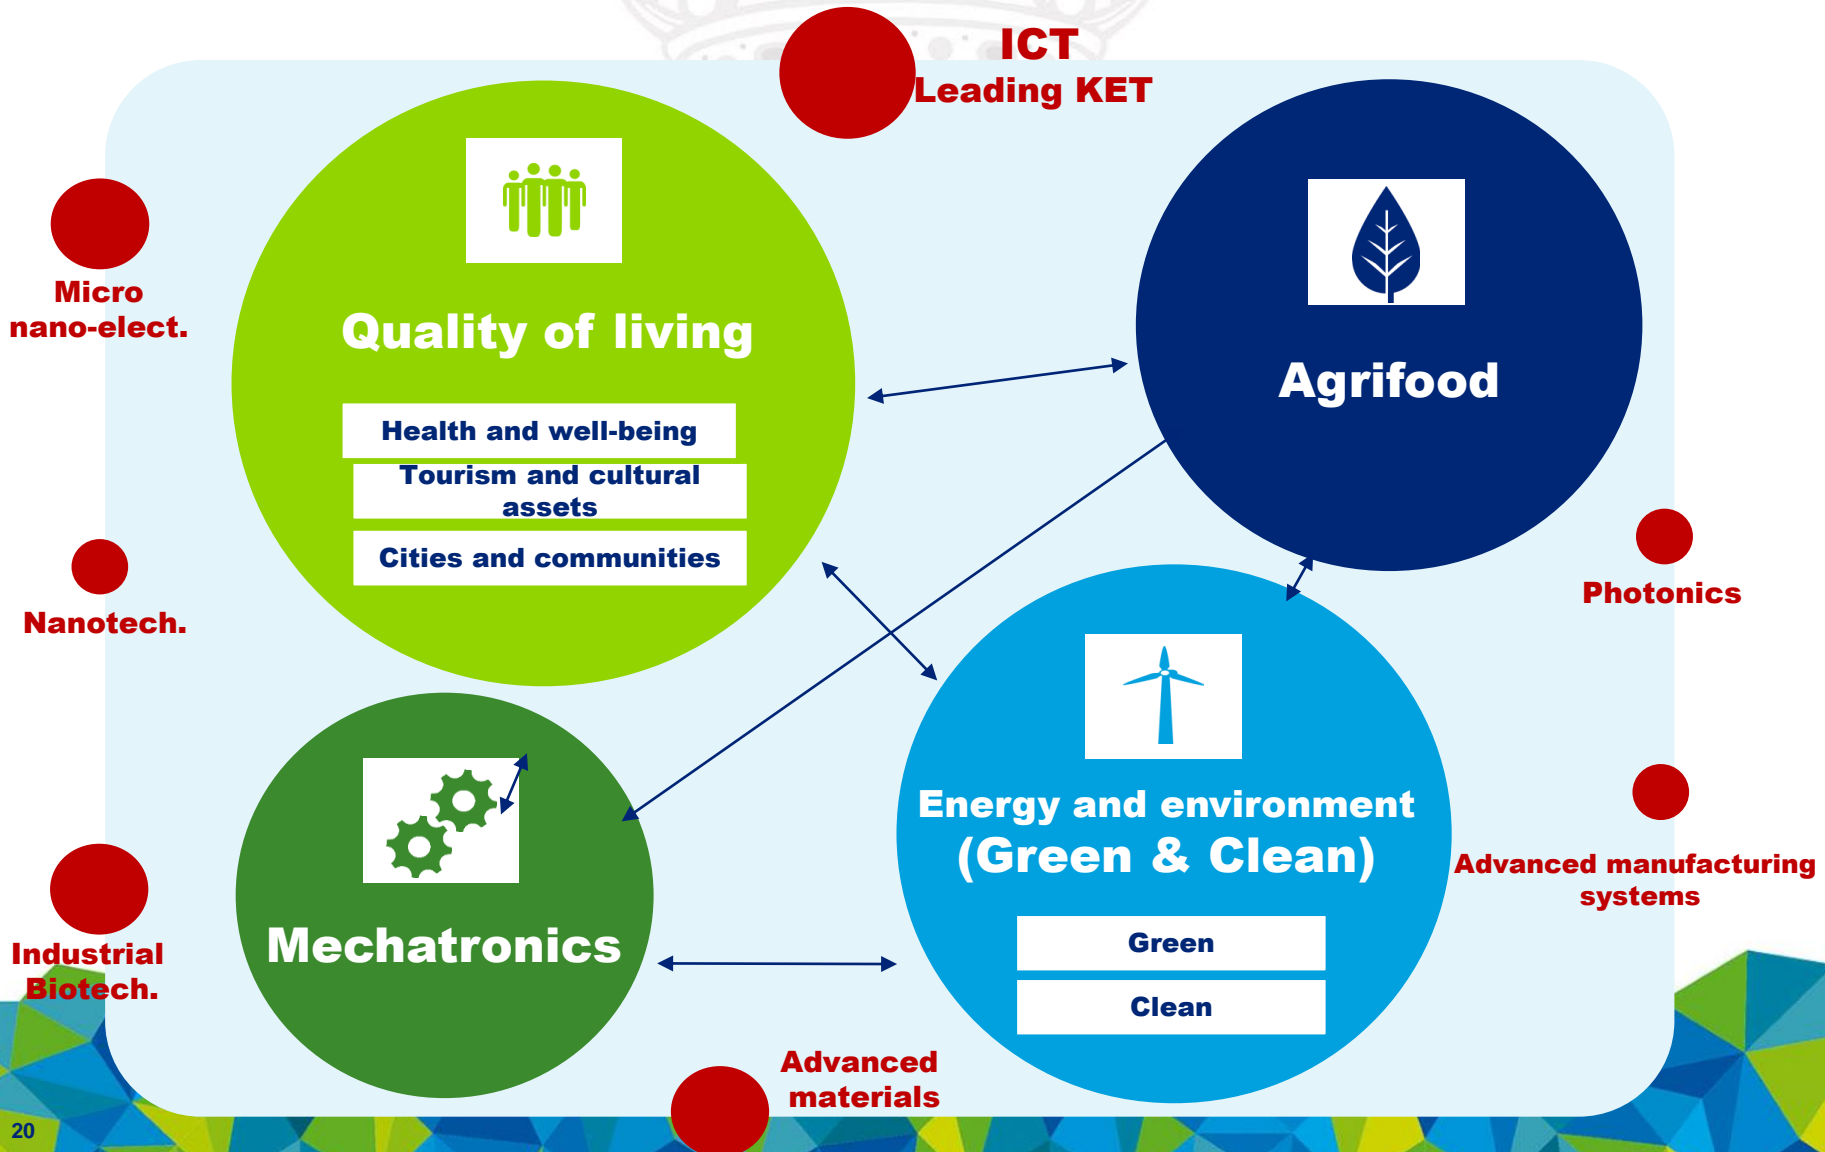 ICT
Leading KET
Micro
nano-elect.
Quality of living
Agrifood
Health and well-being
Tourism and cultural
assets
Cities and communities
Nanotech.
Photonics
Energy and environment
(Green & Clean)
Advanced manufacturing
systems
Mechatronics
Green
Clean
Industrial
Biotech.
Advanced
materials
20